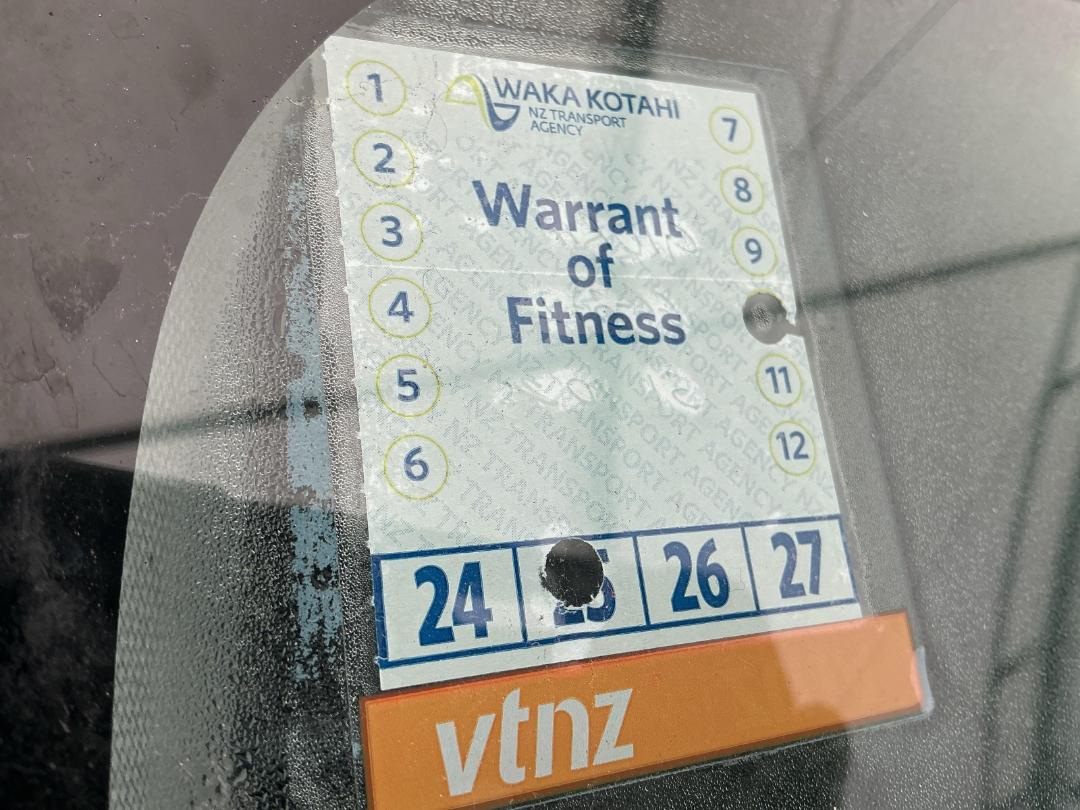 1
2
3
4
5
6
WAKA KOTAHI
NZ TRANSPORT
AGENCY
Warrant
of
Fitness
7
8
9
11
12
24
26
27
vtnz